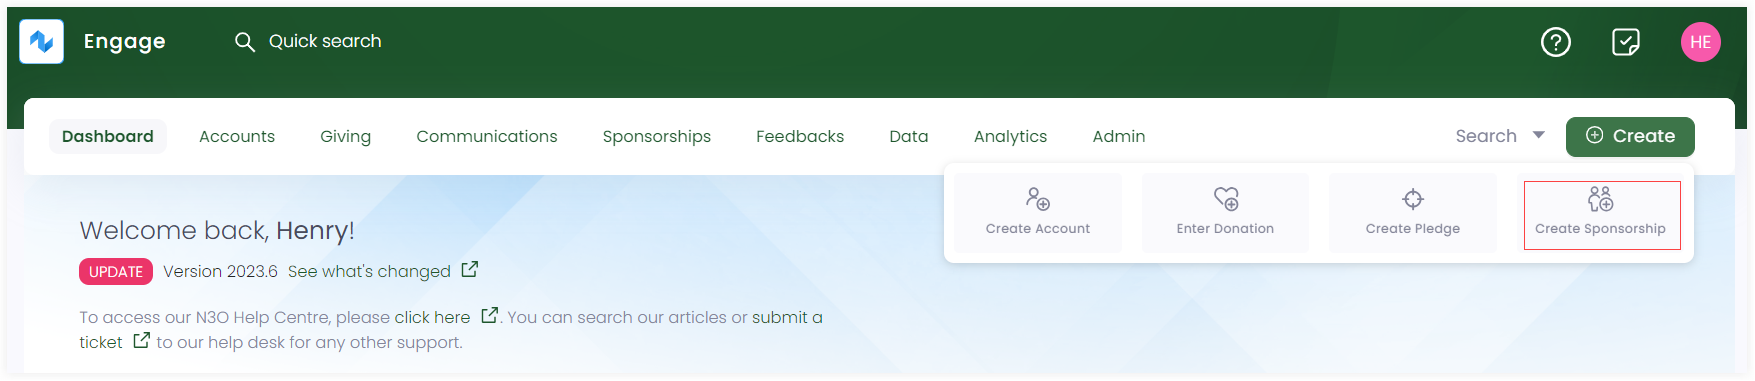 Engage
Quick search
HE
Dashboard
Accounts
Giving
Communications
Sponsorships
Feedbacks
Data
Analytics
Admin
Search
Create
Create Account
Enter Donation
Create Pledge
Create Sponsorship
Welcome back, Henry!
UPDATE Version 2023.6 See what's changed
To access our N3O Help Centre, please click here . You can search our articles or submit a
ticket to our help desk for any other support.